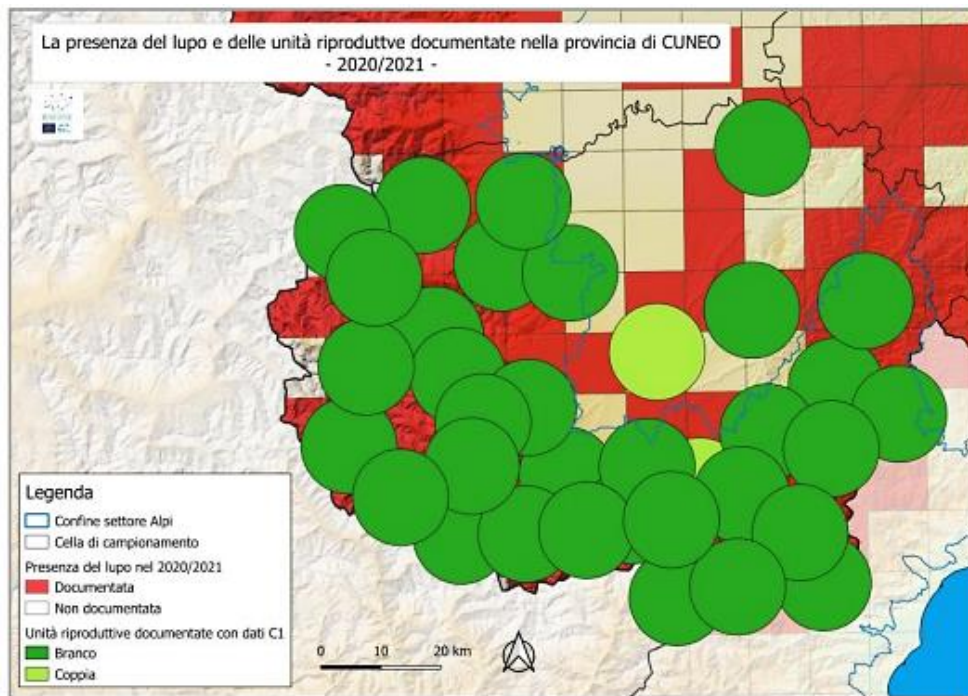 La presenza del lupo e delle unità riproduttve documentate nella provincia di CUNEO
- 2020/2021 -
Legenda
Confine settore Alpi
Cella di campionamento
Presenza del lupo nel 2020/2021
Documentata
Non documentata
Unità riproduttive documentate con dati C1
Branco
Coppia
0 10 20 km